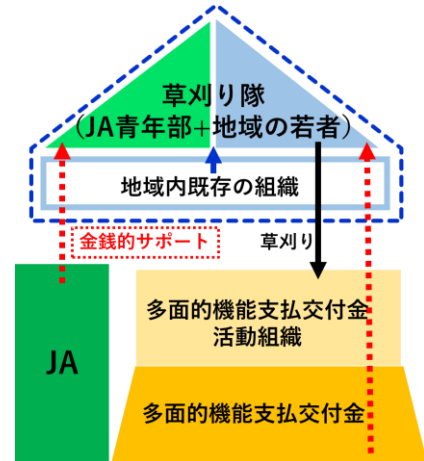 草刈り隊
（JA青年部+地域の若者）
地域内既存の組織
金銭的サポート
草刈り
多面的機能支払交付金
活動組織
JA
多面的機能支払交付金